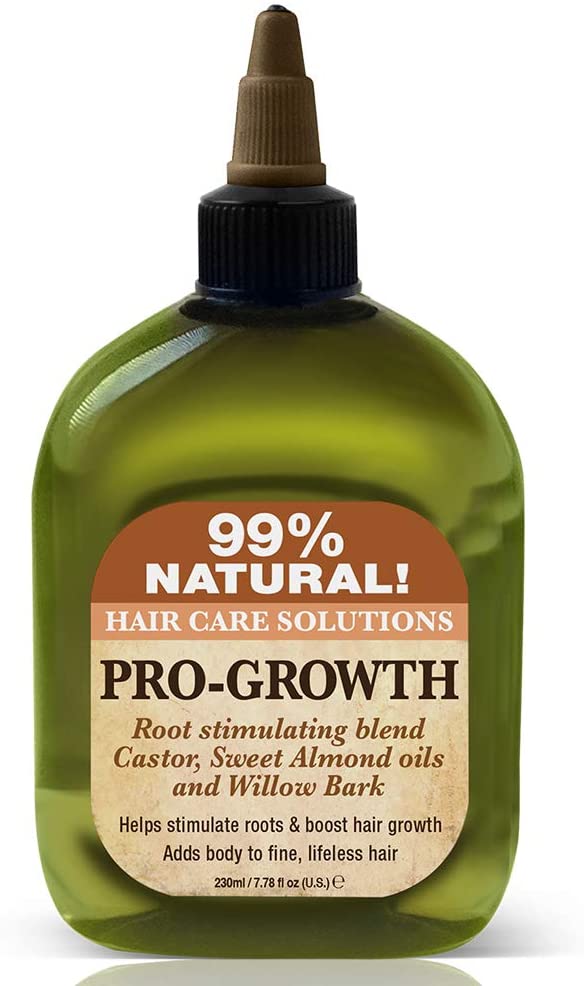 99%
NATURAL!
HAIR CARE SOLUTIONS
PRO-GROWTH
Root stimulating blend
Castor, Sweet Almond oils
and Willow Bark
Helps stimulate roots & boost hair growth
Adds body to fine, lifeless hair
230ml / 7.78 fl oz (U.S.) ℮